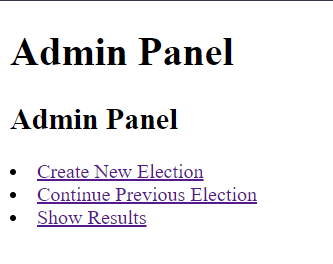 Admin Panel
Admin Panel
Create New Election
Continue Previous Election
Show Results